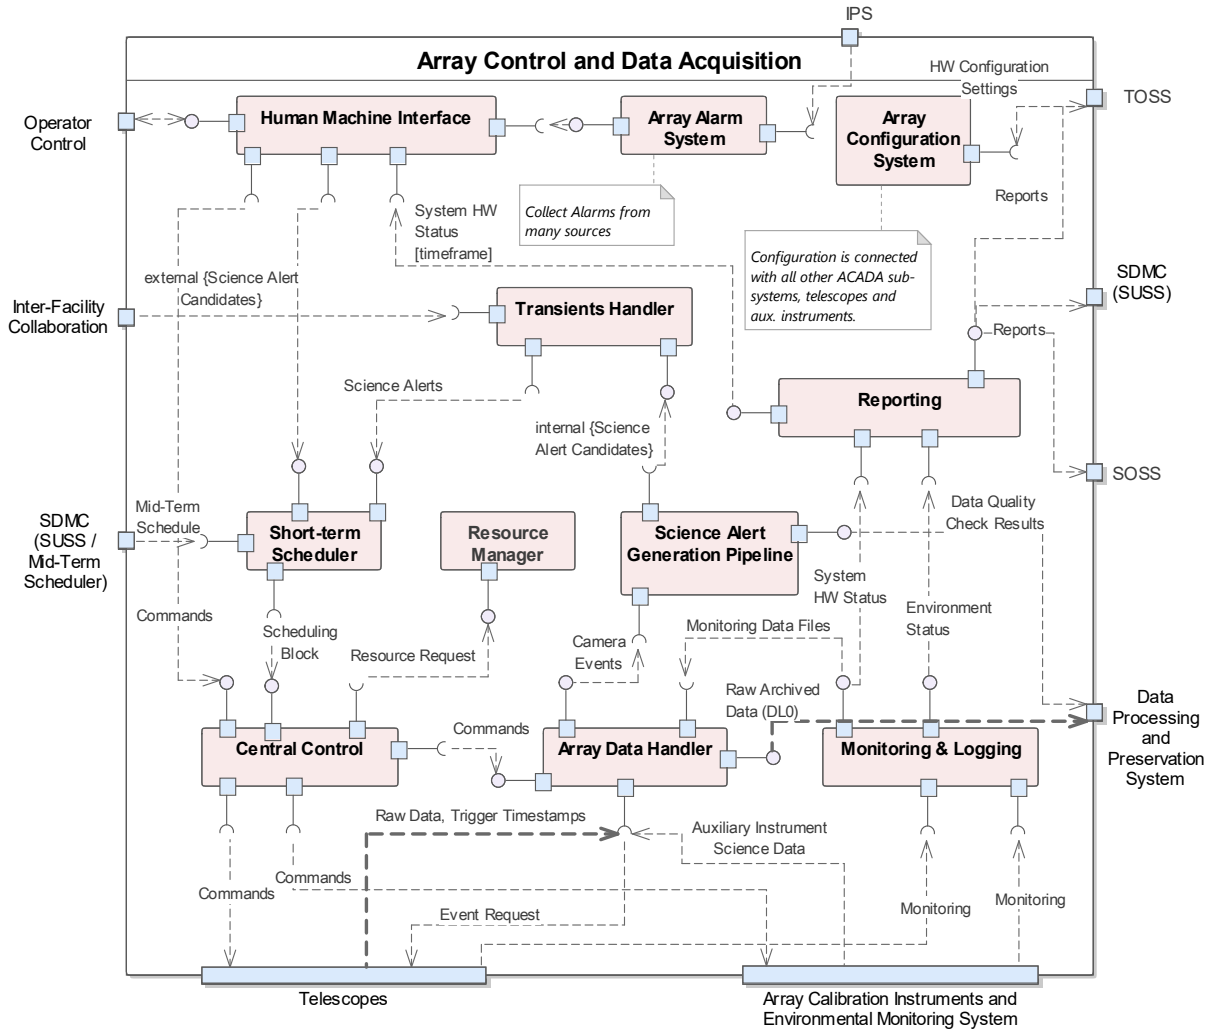 IPS
Array Control and Data Acquisition
HW Configuration
Settings
TOSS
Operator
Control
Human Machine Interface
Array Alarm
System
Array
Configuration
System
Reports
System HW
Status
[timeframe]
Collect Alarms from
many sources
Configuration is connected
with all other ACADA sub-
systems, telescopes and
aux. instruments.
SDMC
(SUSS)
external {Science Alert
Candidates}
Inter-Facility
Collaboration
Transients Handler
Reports
Science Alerts
Reporting
internal {Science
Alert Candidates}
SOSS
Mid-Term
Schedule
SDMC
(SUSS /
Mid-Term
Scheduler)
Short-term
Scheduler
Resource
Manager
Science Alert
Generation Pipeline
Data Quality
Check Results
System
HW Status
Environment
Status
Commands
Scheduling
Block
Resource Request
Camera
Events
Monitoring Data Files
Raw Archived
Data (DL0)
Data
Processing
and
Preservation
System
Central Control
Commands
Array Data Handler
Monitoring & Logging
Raw Data, Trigger Timestamps
Auxiliary Instrument
Science Data
Commands
Commands
Event Request
Monitoring
Monitoring
Telescopes
Array Calibration Instruments and
Environmental Monitoring System